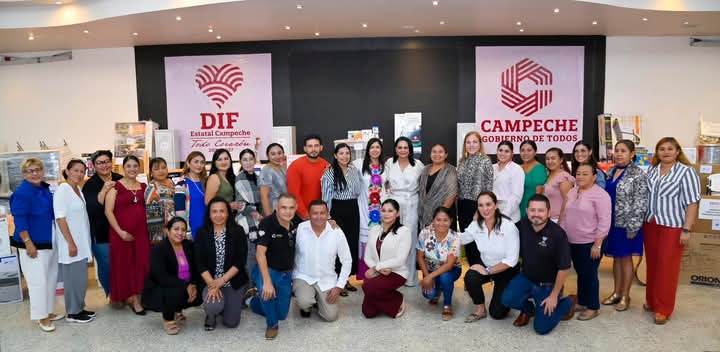 DIF
Estatal Campeche
Todo Corazón
CAMPECHE
GOBIERNO DE TODOS
ORION